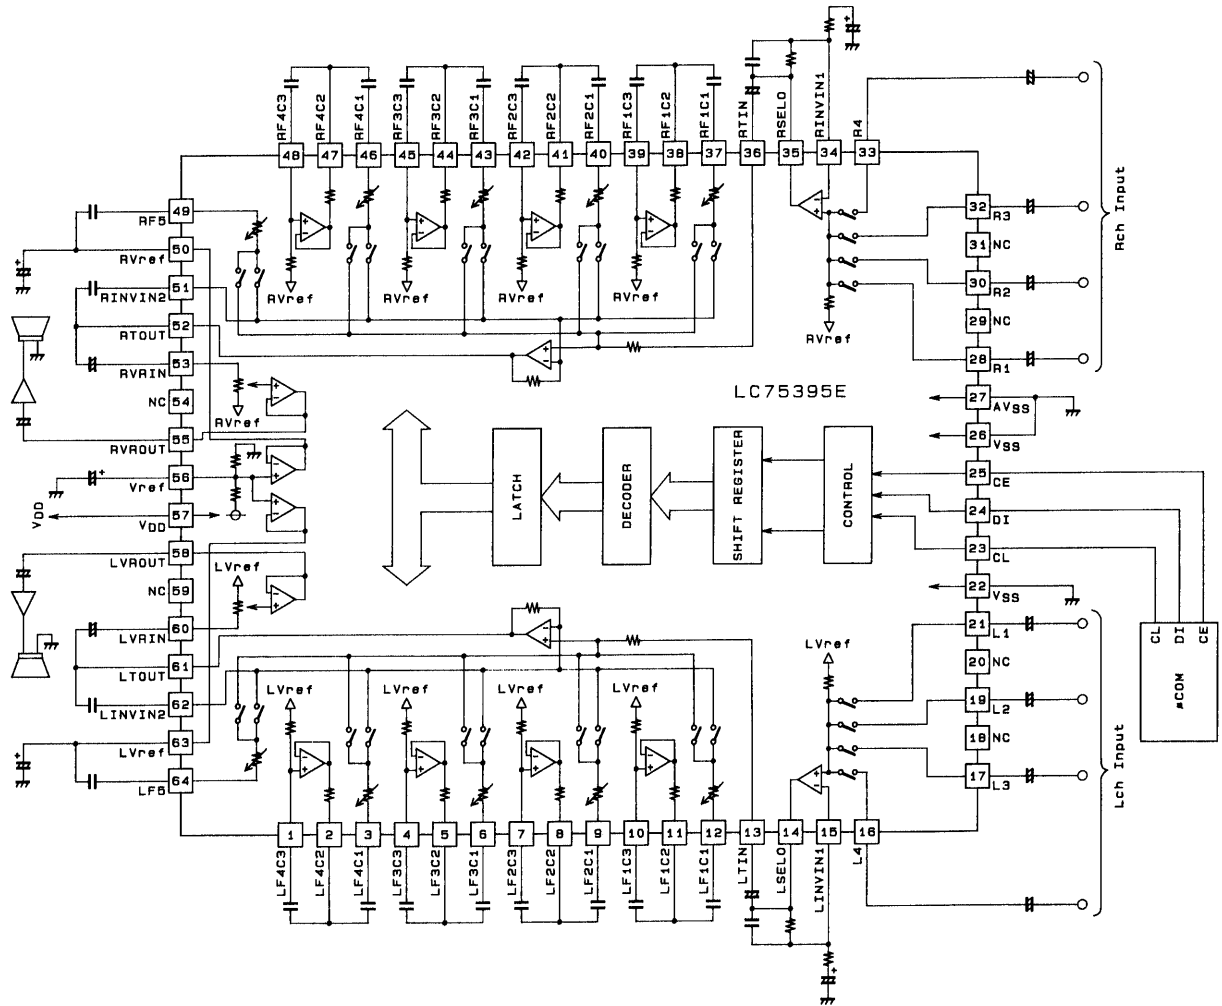 RF4C3
RF4C2
RF4C1
RF3C3
RF3C2
RF3C1
RF2C3
RF2C2
RF2C1
RF1C3
RF1C2
RF1C1
RTIN
RSELO
RINVIN1
R4
48
47
46
45
44
43
42
41
40
39
38
37
36
35
34
33
49
RF5
50
RVref
51
RINVIN2
52
RTOUT
53
RVRIN
NC
54
55
RVROUT
56
Vref
VDD
57
VDD
58
LVROUT
NC
59
60
LVRIN
61
LTOUT
62
LINVIN2
63
LVref
64
LF5
RVref
RVref
RVref
RVref
RVref
RVref
LC75395E
LATCH
DECODER
SHIFT REGISTER
CONTROL
LVref
LVref
LVref
LVref
LVref
LVref
32
R3
31
NC
30
R2
29
NC
28
R1
27
AVSS
26
VSS
25
CE
24
DI
23
CL
22
VSS
21
L1
20
NC
19
L2
18
NC
17
L3
Rch Input
Lch Input
CL
DI
CE
μCOM
1
2
3
4
5
6
7
8
9
10
11
12
13
14
15
16
LF4C3
LF4C2
LF4C1
LF3C3
LF3C2
LF3C1
LF2C3
LF2C2
LF2C1
LF1C3
LF1C2
LF1C1
LTIN
LSELO
LINVIN1
L4